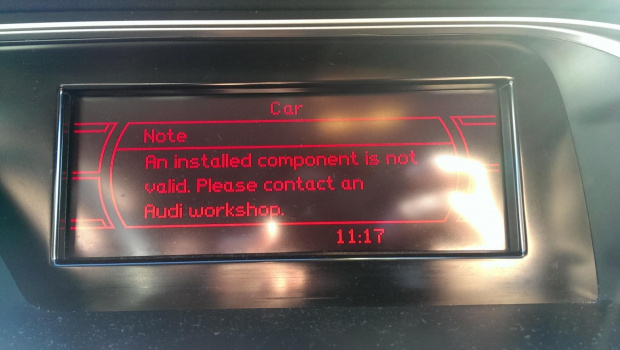 Car
Note
An installed component is not
valid. Please contact an
Audi workshop.
11:17